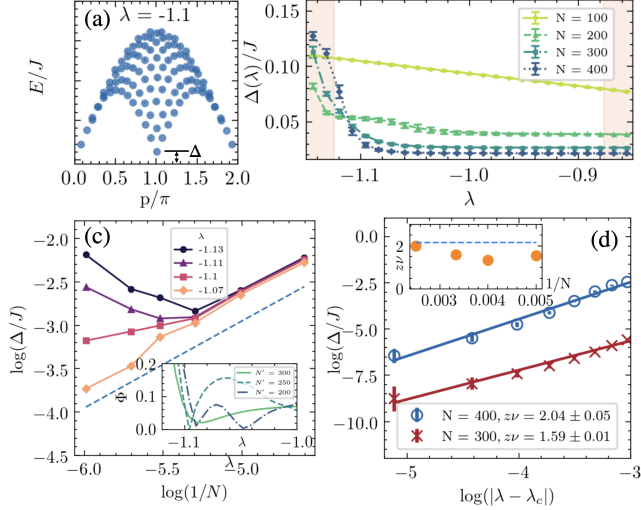 (a) λ = -1.1
E/J
Δ
0.0 0.5 1.0 1.5 2.0
p/π
Δ(λ)/J
0.15
0.10
0.05
N = 100
N = 200
N = 300
N = 400
-1.1 -1.0 -0.9
λ
(c)
λ
-1.13
-1.11
-1.1
-1.07
log(Δ/J)
-2.0
-2.5
-3.0
-3.5
-4.0
-4.5
Φ
0.2
0.1
0.0
N' = 300
N' = 250
N' = 200
-1.1 λ -1.0
-6.0 -5.5 -5.0 λ
log(1/N)
(d)
zν
2
0
0.003 0.004 0.005
1/N
log(Δ/J)
0.0
-2.5
-5.0
-7.5
-10.0
N = 400, zν = 2.04 ± 0.05
N = 300, zν = 1.59 ± 0.01
-5 -4 -3
log(|λ − λc|)